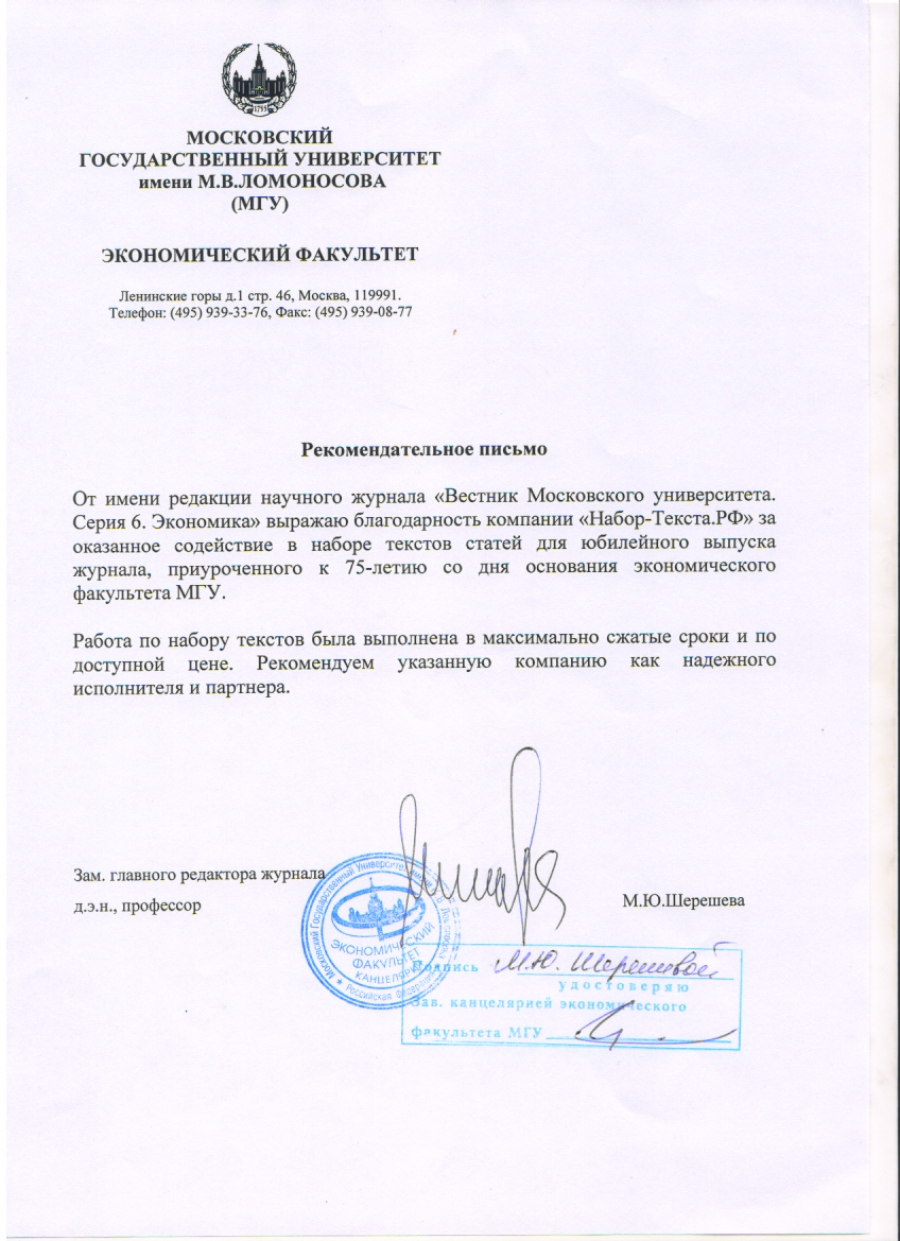 1755
МОСКОВСКИЙ
ГОСУДАРСТВЕННЫЙ УНИВЕРСИТЕТ
имени М.В.ЛОМОНОСОВА
(МГУ)
ЭКОНОМИЧЕСКИЙ ФАКУЛЬТЕТ
Ленинские горы д.1 стр. 46, Москва, 119991.
Телефон: (495) 939-33-76, Факс: (495) 939-08-77
Рекомендательное письмо
От имени редакции научного журнала «Вестник Московского университета.
Серия 6. Экономика» выражаю благодарность компании «Набор-Текста.РФ» за
оказанное содействие в наборе текстов статей для юбилейного выпуска
журнала, приуроченного к 75-летию со дня основания экономического
факультета МГУ.
Работа по набору текстов была выполнена в максимально сжатые сроки и по
доступной цене. Рекомендуем указанную компанию как надежного
исполнителя и партнера.
Зам. главного редактора журнала
д.э.н., профессор
М.Ю.Шерешева
Московский Государственный Университет имени
ЭКОНОМИЧЕСКИЙ
ФАКУЛЬТЕТ
КАНЦЕЛЯРИЯ
Российская Федерация
Подпись М.Ю. Шерешевой
удостоверяю
Зав. канцелярией экономического
факультета МГУ